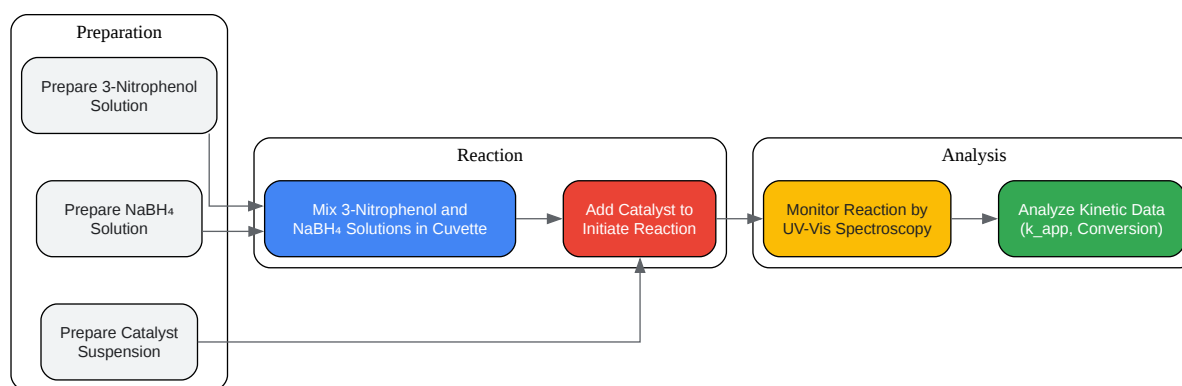 Preparation
Prepare 3-Nitrophenol
Solution
Prepare NaBH₄
Solution
Prepare Catalyst
Suspension
Reaction
Mix 3-Nitrophenol and
NaBH₄ Solutions in Cuvette
Add Catalyst to
Initiate Reaction
Analysis
Monitor Reaction by
UV-Vis Spectroscopy
Analyze Kinetic Data
(k_app, Conversion)